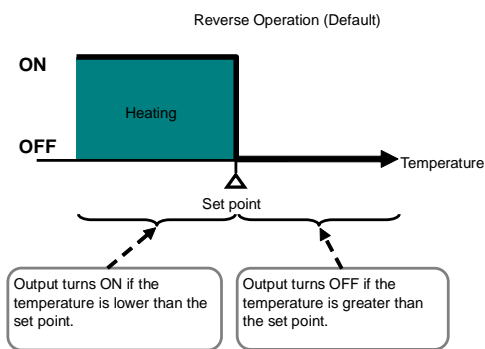 Reverse Operation (Default)
ON
Heating
OFF
Temperature
Set point
Output turns ON if the
temperature is lower than the
set point.
Output turns OFF if the
temperature is greater than
the set point.